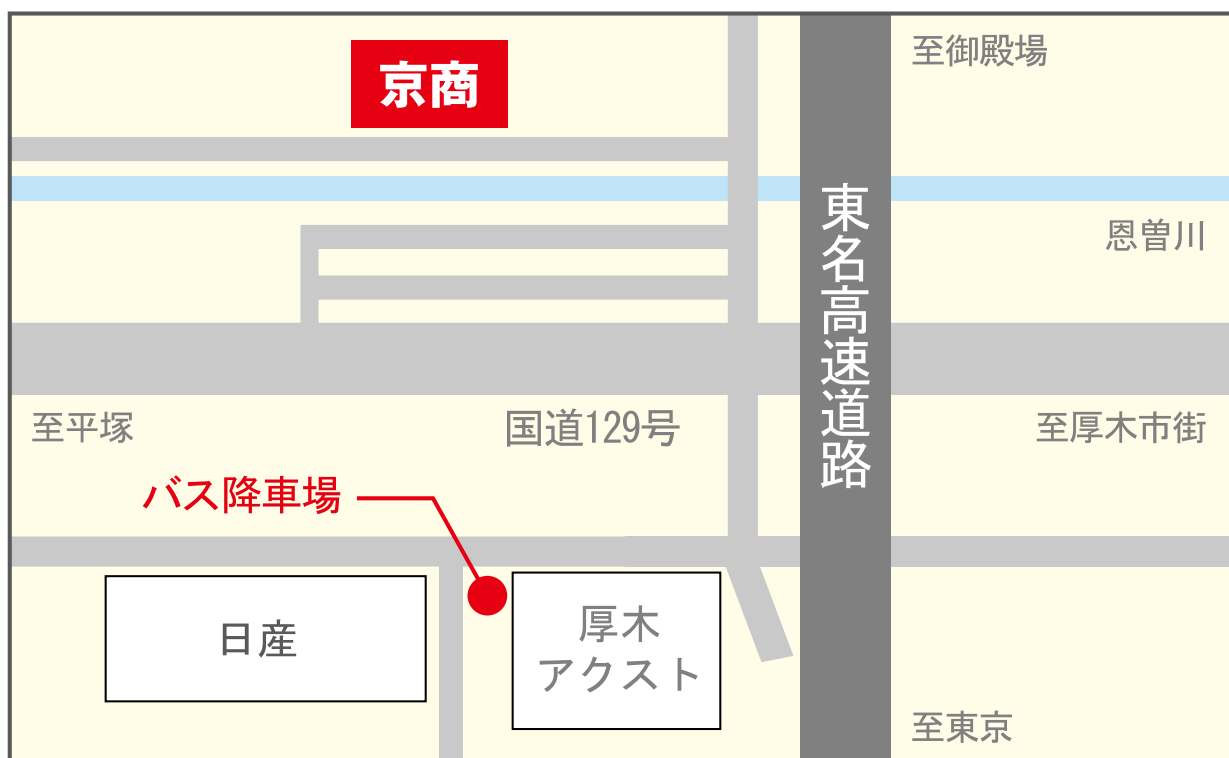 京商
至御殿場
東名高速道路
恩曽川
至平塚
国道129号
至厚木市街
バス降車場
日産
厚木
アクスト
至東京